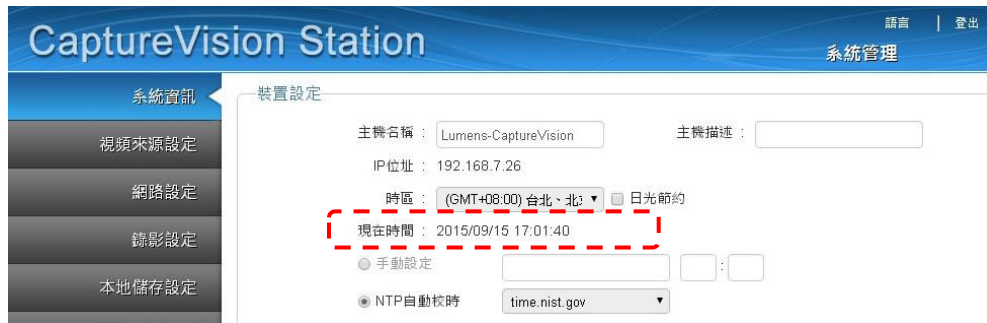 CaptureVision Station
語言 | 登出
系統管理
系統資訊
視頻來源設定
網路設定
錄影設定
本地儲存設定
裝置設定
主機名稱 : Lumens-CaptureVision 主機描述 :
IP位址 : 192.168.7.26
時區 : (GMT+08:00) 台北、北 日光節約
現在時間 : 2015/09/15 17:01:40
手動設定 :
NTP自動校時 time.nist.gov